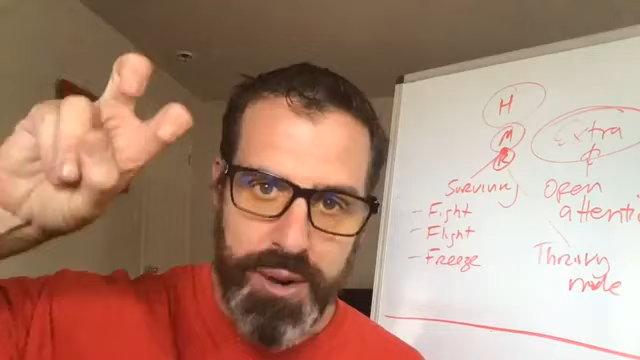 H
M
R
Extra
Surviving
- Fight
- Flight
- Freeze
Open
attenti
Thriving
mode